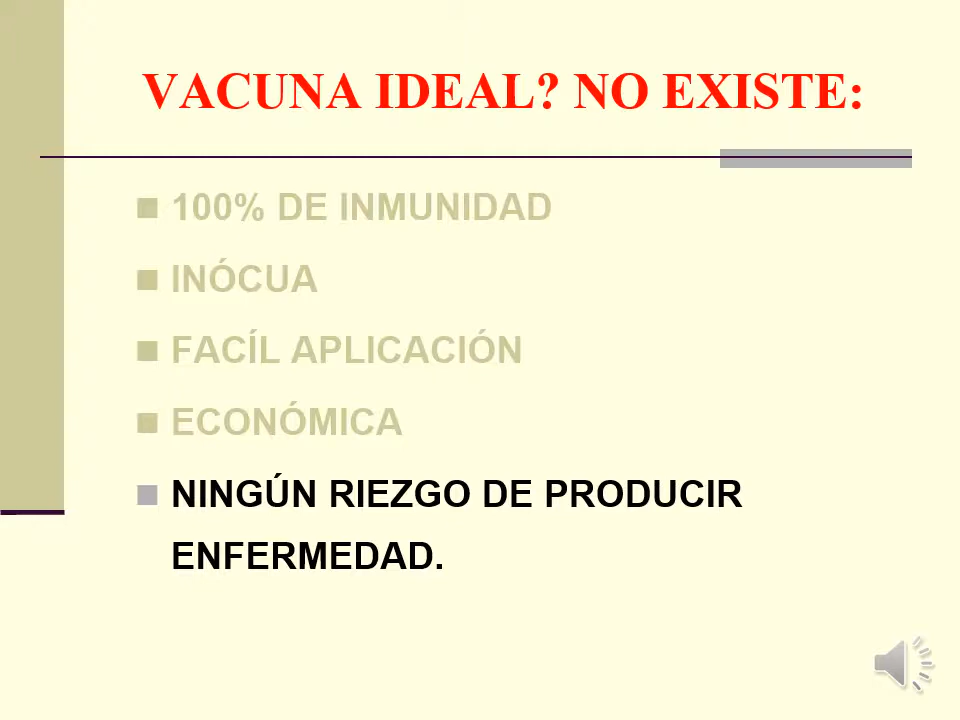 VACUNA IDEAL? NO EXISTE:
100% DE INMUNIDAD
INÓCUA
FACÍL APLICACIÓN
ECONÓMICA
NINGÚN RIEZGO DE PRODUCIR
ENFERMEDAD.